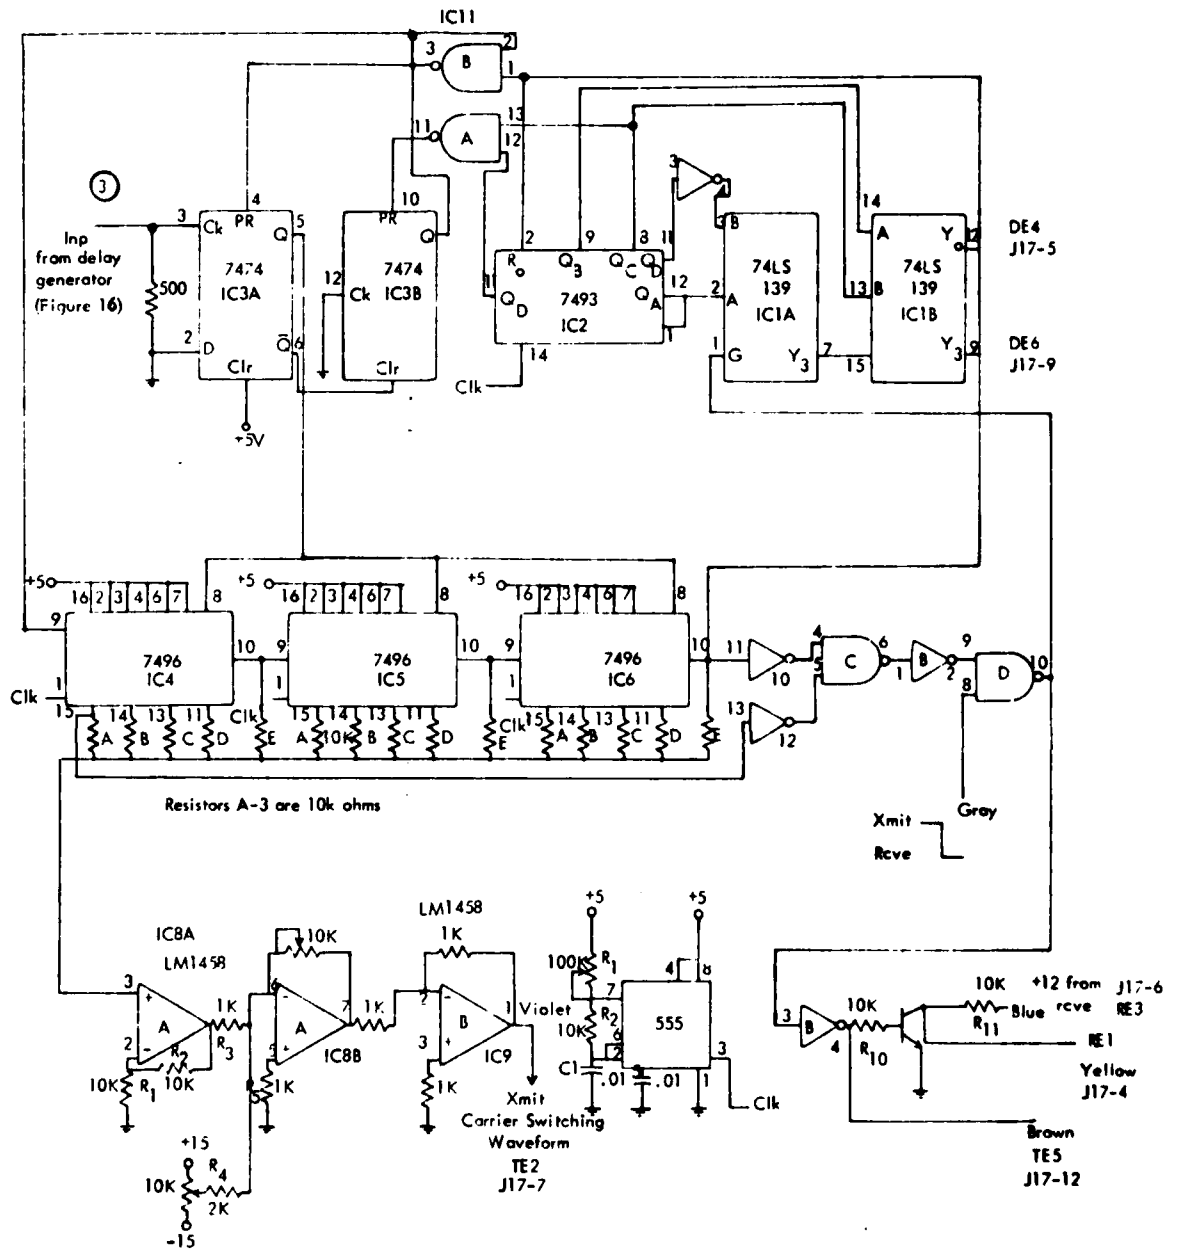 IC11
3
2
B
1
11
13
A
12
3
3
4
4
10
14
3
Ck
PR
Q
5
PR
Q
2
9
8
11
3
B
A
Y
12
DE4
J17-5
Inp
from delay
generator
(Figure 16)
500
7474
IC3A
12
Ck
7474
IC3B
R
o
Q
B
Q
C
Q
D
11
Q
D
7493
IC2
Q
A
12
1
2
A
74LS
139
IC1A
13
B
74LS
139
IC1B
2
D
Q
6
Clr
Clr
14
Clk
1
G
Y
3
7
15
Y
3
9
DE6
J17-9
+5V
+5
16
2
3
4
6
7
8
+5
16
2
3
4
6
7
8
+5
16
2
3
4
6
7
8
9
10
9
10
9
10
11
7496
IC4
7496
IC5
7496
IC6
10
4
5
C
6
1
B
2
9
8
D
10
Clk
1
Clk
1
Clk
1
15
14
13
11
15
14
13
11
15
14
13
11
13
12
A
B
C
D
E
A
10K
B
C
D
E
A
B
C
D
E
Resistors A-3 are 10k ohms
Gray
Xmit
Rcve
IC8A
LM1458
3
+
A
2
-
1K
R3
R2
10K
10K
R1
10K
6
-
A
5
+
7
IC8B
1K
1K
R5
LM1458
1K
2
-
B
3
+
1
IC9
1K
Violet
Xmit
Carrier Switching
Waveform
TE2
J17-7
+15
10K
R4
2K
-15
+5
+5
100K
R1
7
4
8
10K
R2
6
2
555
3
C1
.01
5
.01
1
Clk
3
B
4
10K
R10
10K
R11
Blue
+12 from
rcve
J17-6
RE3
RE1
Yellow
J17-4
Brown
TE5
J17-12